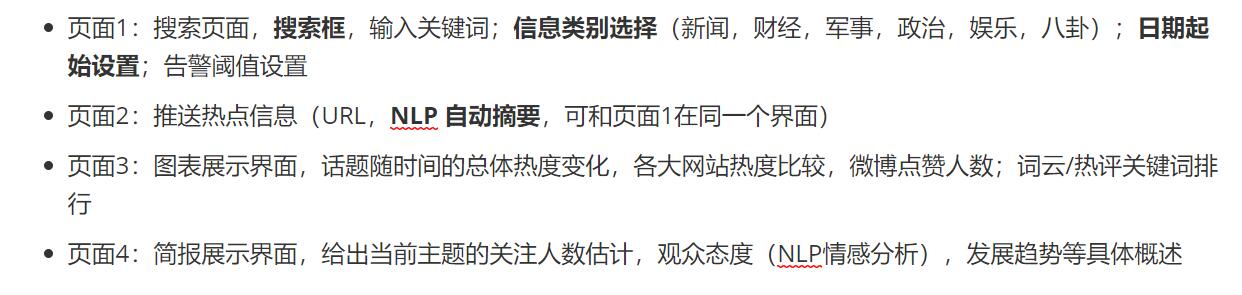 页面1：搜索页面，搜索框，输入关键词；信息类别选择（新闻，财经，军事，政治，娱乐，八卦）；日期起
始设置；告警阈值设置
页面2：推送热点信息（URL，NLP 自动摘要，可和页面1在同一个界面）
页面3：图表展示界面，话题随时间的总体热度变化，各大网站热度比较，微博点赞人数；词云/热评关键词排
行
页面4：简报展示界面，给出当前主题的关注人数估计，观众态度（NLP情感分析），发展趋势等具体概述